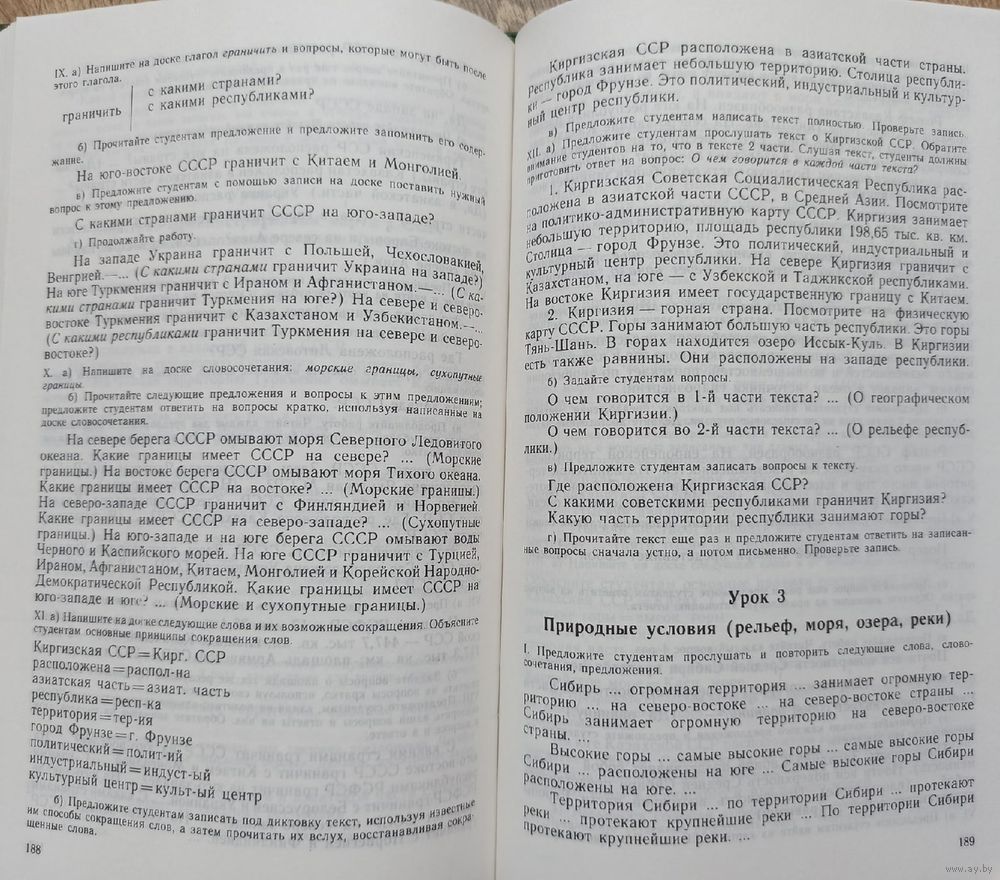 IX. а) Напишите на доске глагол граничить и вопросы, которые могут быть после
этого глагола.
граничить
с какими странами?
с какими республиками?
б) Прочитайте студентам предложение и предложите запомнить его содер-
жание.
На юго-востоке СССР граничит с Китаем и Монголией.
в) Предложите студентам с помощью записи на доске поставить нужный
вопрос к этому предложению.
С какими странами граничит СССР на юго-западе?
г) Продолжайте работу.
На западе Украина граничит с Польшей, Чехословакией,
Венгрией.—... (С какими странами граничит Украина на западе?)
На юге Туркмения граничит с Ираном и Афганистаном.—... (С ка-
кими странами граничит Туркмения на юге?) На севере и северо-
востоке Туркмения граничит с Казахстаном и Узбекистаном.—...
(С какими республиками граничит Туркмения на севере и северо-
востоке?)
X. а) Напишите на доске словосочетания: морские границы, сухопутные
границы.
б) Прочитайте следующие предложения и вопросы к этим предложениям;
предложите студентам ответить на вопросы кратко, используя написанные на
доске словосочетания.
На севере берега СССР омывают моря Северного Ледовитого
океана. Какие границы имеет СССР на севере? ... (Морские
границы.) На востоке берега СССР омывают моря Тихого океана.
Какие границы имеет СССР на востоке? ... (Морские границы.)
На северо-западе СССР граничит с Финляндией и Норвегией.
Какие границы имеет СССР на северо-западе? ... (Сухопутные
границы.) На юго-западе и на юге берега СССР омывают воды
Черного и Каспийского морей. На юге СССР граничит с Турцией,
Ираном, Афганистаном, Китаем, Монголией и Корейской Народно-
Демократической Республикой. Какие границы имеет СССР на
юго-западе и юге? ... (Морские и сухопутные границы.)
XI. а) Напишите на доске следующие слова и их возможные сокращения. Объясните
студентам основные принципы сокращения слов.
Киргизская ССР=Кирг. ССР
расположена=распол-на
азиатская часть=азиат. часть
республика=респ-ка
территория=тер-ия
город Фрунзе=г. Фрунзе
политический=полит-ий
индустриальный=индуст-ый
культурный центр=культ-ый центр
б) Предложите студентам записать под диктовку текст, используя известные
им способы сокращения слов, а затем прочитать их вслух, восстанавливая сокра-
щенные слова.
188
Киргизская ССР расположена в азиатской части страны.
Республика занимает небольшую территорию. Столица республи-
ки — город Фрунзе. Это политический, индустриальный и культур-
ный центр республики.
в) Предложите студентам написать текст полностью. Проверьте запись.
XII. а) Предложите студентам прослушать текст о Киргизской ССР. Обратите
внимание студентов на то, что в тексте 2 части. Слушая текст, студенты должны
приготовить ответ на вопрос: О чем говорится в каждой части текста?
1. Киргизская Советская Социалистическая Республика рас-
положена в азиатской части СССР, в Средней Азии. Посмотрите
на политико-административную карту СССР. Киргизия занимает
небольшую территорию, площадь республики 198,65 тыс. кв. км.
Столица — город Фрунзе. Это политический, индустриальный и
культурный центр республики. На севере Киргизия граничит с
Казахстаном, на юге — с Узбекской и Таджикской республиками.
На востоке Киргизия имеет государственную границу с Китаем.
2. Киргизия — горная страна. Посмотрите на физическую
карту СССР. Горы занимают большую часть республики. Это горы
Тянь-Шань. В горах находится озеро Иссык-Куль. В Киргизии
есть также равнины. Они расположены на западе республики.
б) Задайте студентам вопросы.
О чем говорится в 1-й части текста? ... (О географическом
положении Киргизии.)
О чем говорится во 2-й части текста? ... (О рельефе респуб-
лики.)
в) Предложите студентам записать вопросы к тексту.
Где расположена Киргизская ССР?
С какими советскими республиками граничит Киргизия?
Какую часть территории республики занимают горы?
г) Прочитайте текст еще раз и предложите студентам ответить на записан-
ные вопросы сначала устно, а потом письменно. Проверьте запись.
Урок 3
Природные условия (рельеф, моря, озера, реки)
I. Предложите студентам прослушать и повторить следующие слова, слово-
сочетания, предложения.
Сибирь ... огромная территория ... занимает огромную тер-
риторию ... на северо-востоке ... на северо-востоке страны ...
Сибирь занимает огромную территорию на северо-востоке
страны. ...
Высокие горы ... самые высокие горы ... самые высокие горы
Сибири ... расположены на юге ... Самые высокие горы Сибири
расположены на юге. ...
Территория Сибири ... по территории Сибири ... протекают
реки ... протекают крупнейшие реки ... По территории Сибири
протекают крупнейшие реки. ...
189
www.ay.by